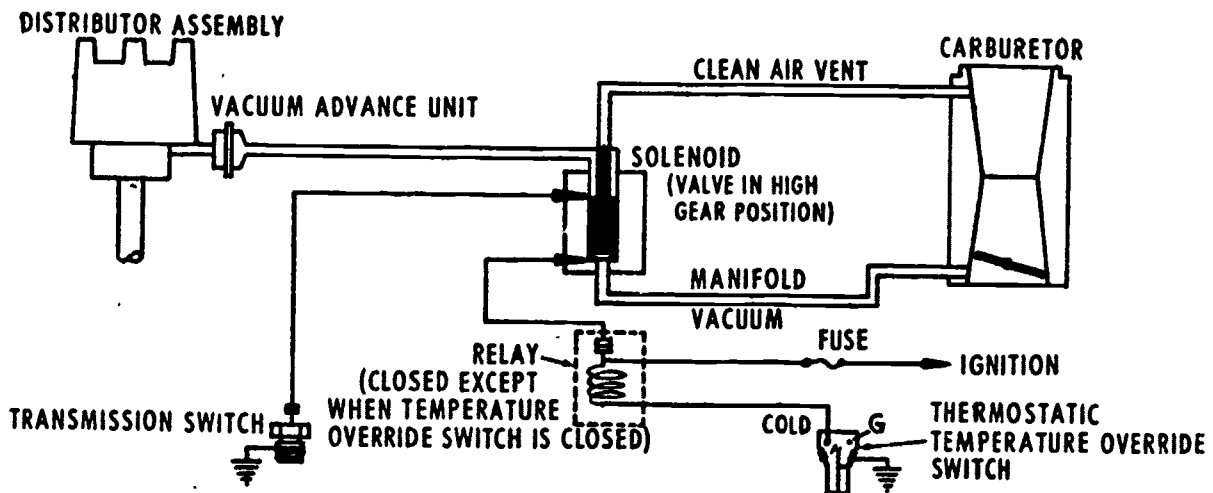 DISTRIBUTOR ASSEMBLY
VACUUM ADVANCE UNIT
CLEAN AIR VENT
CARBURETOR
SOLENOID
(VALVE IN HIGH
GEAR POSITION)
MANIFOLD
VACUUM
RELAY
(CLOSED EXCEPT
WHEN TEMPERATURE
OVERRIDE SWITCH IS CLOSED)
FUSE
IGNITION
TRANSMISSION SWITCH
COLD
G
THERMOSTATIC
TEMPERATURE OVERRIDE
SWITCH